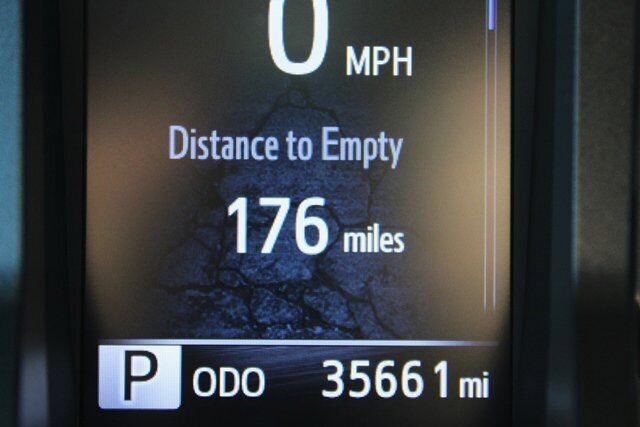 0 MPH
Distance to Empty
176 miles
P ODO 35661 mi